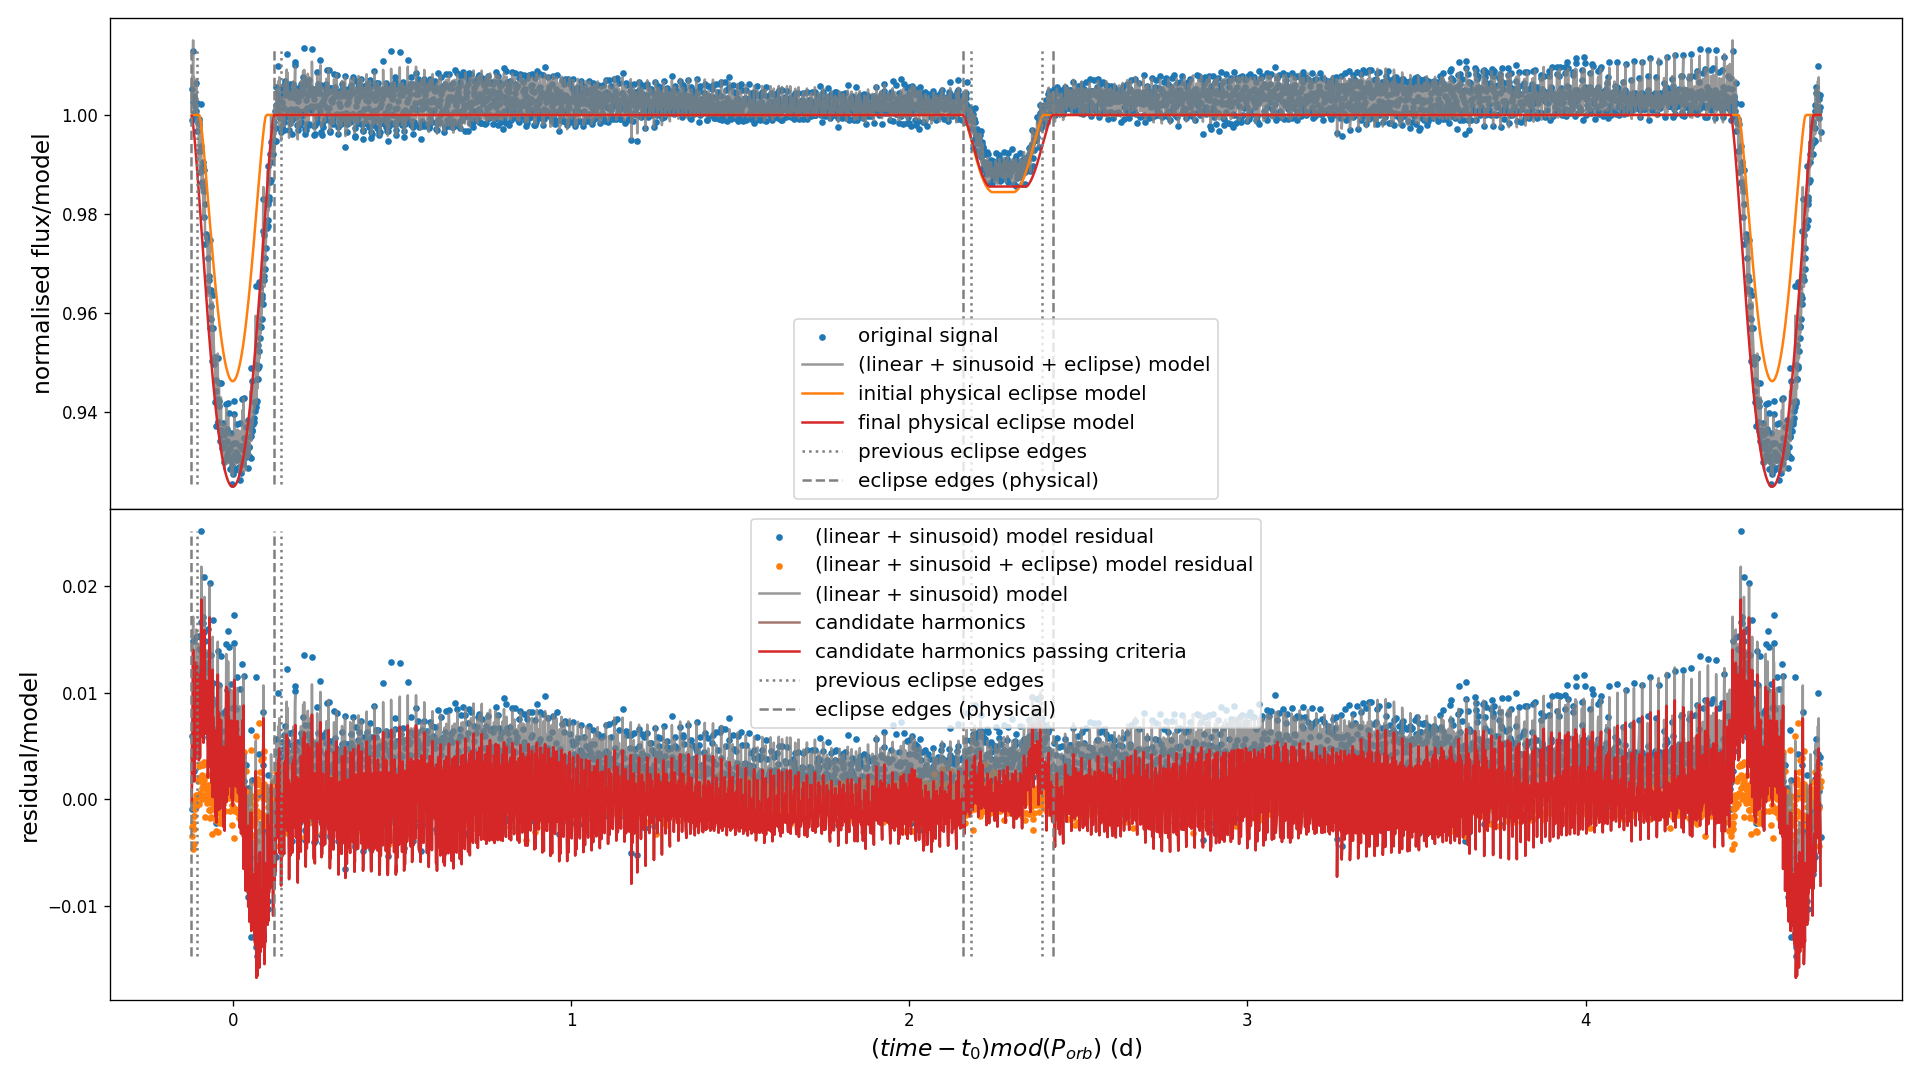 normalised flux/model
1.00
0.98
0.96
0.94
original signal
(linear + sinusoid + eclipse) model
initial physical eclipse model
final physical eclipse model
previous eclipse edges
eclipse edges (physical)
residual/model
0.02
0.01
0.00
−0.01
(linear + sinusoid) model residual
(linear + sinusoid + eclipse) model residual
(linear + sinusoid) model
candidate harmonics
candidate harmonics passing criteria
previous eclipse edges
eclipse edges (physical)
0 1 2 3 4
(time − t₀)mod(Pₒᵣb) (d)